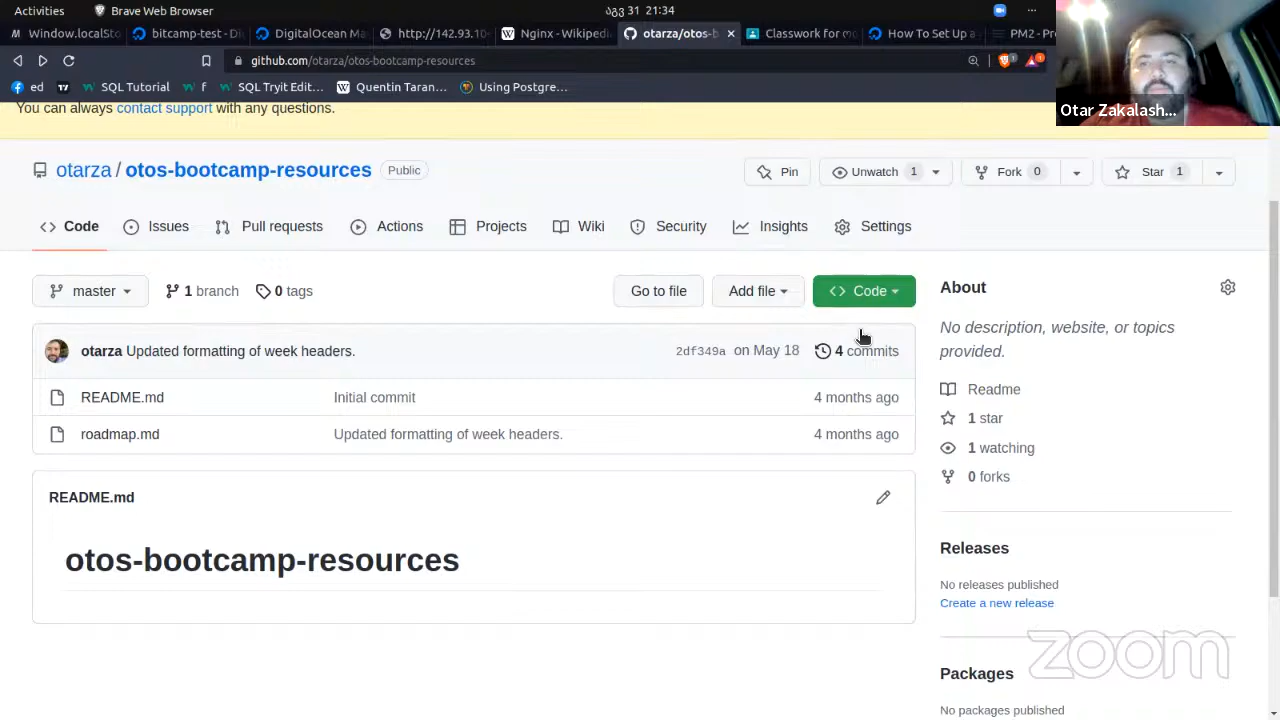 Activities Brave Web Browser აგვ 31 21:34
Window.localSto bitcamp-test - Di DigitalOcean Ma http://142.93.10 Nginx - Wikiped otarza/otos-b Classwork for m How To Set Up a PM2 - Pr
github.com/otarza/otos-bootcamp-resources
ed SQL Tutorial f SQL Tryit Edit... Quentin Taran... Using Postgre...
Otar Zakalash...
You can always contact support with any questions.
otarza / otos-bootcamp-resources Public
Pin Unwatch 1 Fork 0 Star 1
Code Issues Pull requests Actions Projects Wiki Security Insights Settings
master 1 branch 0 tags Go to file Add file Code
otarza Updated formatting of week headers. 2df349a on May 18 4 commits
README.md Initial commit 4 months ago
roadmap.md Updated formatting of week headers. 4 months ago
README.md
otos-bootcamp-resources
About
No description, website, or topics
provided.
Readme
1 star
1 watching
0 forks
Releases
No releases published
Create a new release
zoom
Packages
No packages published